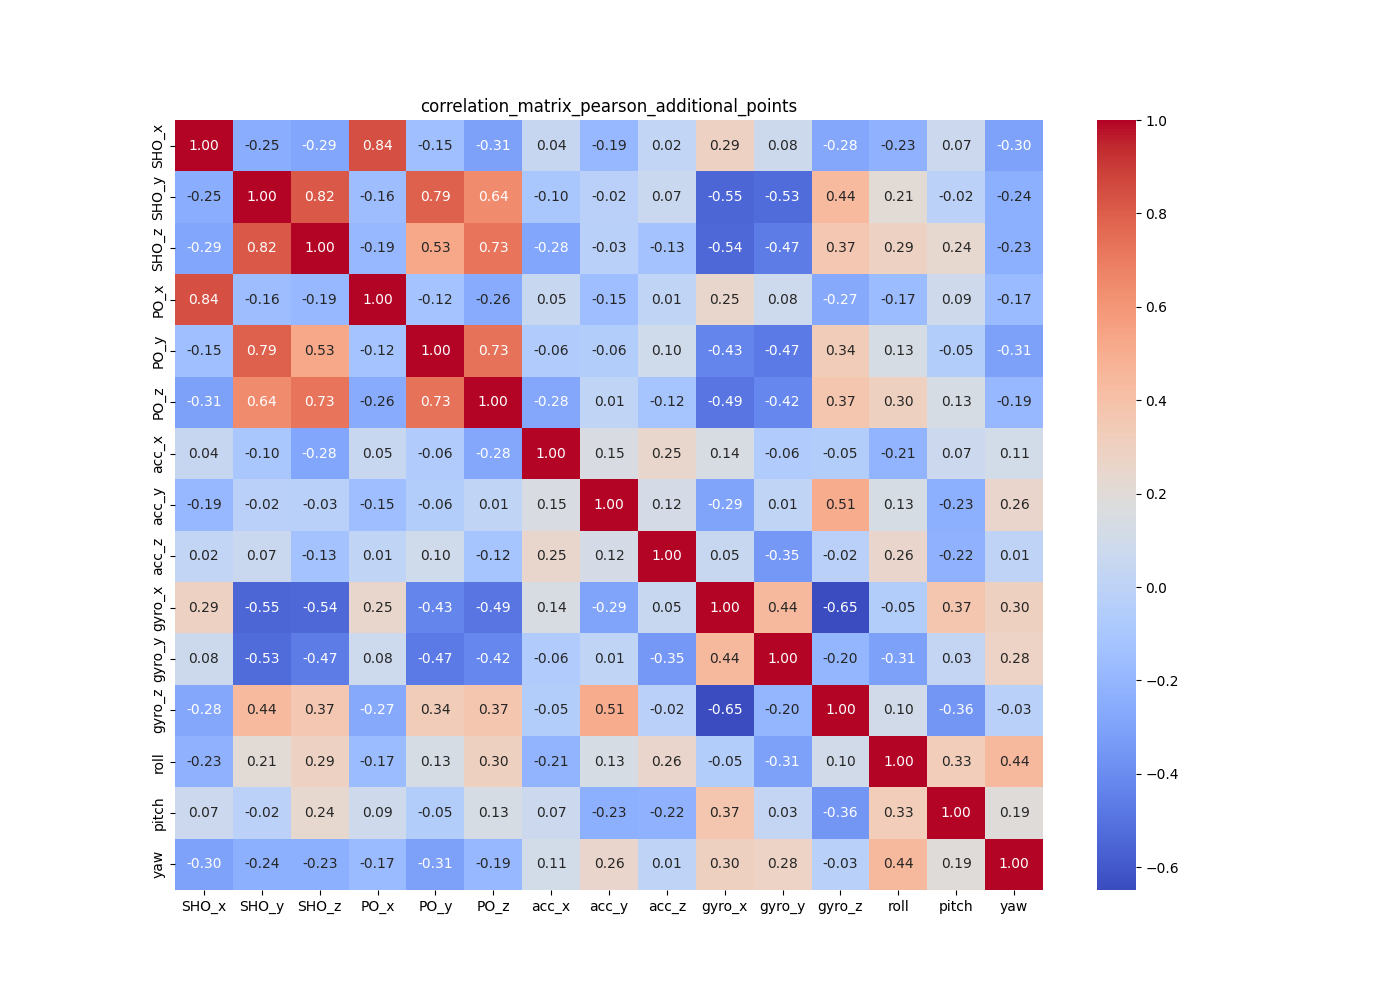 correlation_matrix_pearson_additional_points
SHO_x 1.00 -0.25 -0.29 0.84 -0.15 -0.31 0.04 -0.19 0.02 0.29 0.08 -0.28 -0.23 0.07 -0.30
SHO_y -0.25 1.00 0.82 -0.16 0.79 0.64 -0.10 -0.02 0.07 -0.55 -0.53 0.44 0.21 -0.02 -0.24
SHO_z -0.29 0.82 1.00 -0.19 0.53 0.73 -0.28 -0.03 -0.13 -0.54 -0.47 0.37 0.29 0.24 -0.23
PO_x 0.84 -0.16 -0.19 1.00 -0.12 -0.26 0.05 -0.15 0.01 0.25 0.08 -0.27 -0.17 0.09 -0.17
PO_y -0.15 0.79 0.53 -0.12 1.00 0.73 -0.06 -0.06 0.10 -0.43 -0.47 0.34 0.13 -0.05 -0.31
PO_z -0.31 0.64 0.73 -0.26 0.73 1.00 -0.28 0.01 -0.12 -0.49 -0.42 0.37 0.30 0.13 -0.19
acc_x 0.04 -0.10 -0.28 0.05 -0.06 -0.28 1.00 0.15 0.25 0.14 -0.06 -0.05 -0.21 0.07 0.11
acc_y -0.19 -0.02 -0.03 -0.15 -0.06 0.01 0.15 1.00 0.12 -0.29 0.01 0.51 0.13 -0.23 0.26
acc_z 0.02 0.07 -0.13 0.01 0.10 -0.12 0.25 0.12 1.00 0.05 -0.35 -0.02 0.26 -0.22 0.01
gyro_x 0.29 -0.55 -0.54 0.25 -0.43 -0.49 0.14 -0.29 0.05 1.00 0.44 -0.65 -0.05 0.37 0.30
gyro_y 0.08 -0.53 -0.47 0.08 -0.47 -0.42 -0.06 0.01 -0.35 0.44 1.00 -0.20 -0.31 0.03 0.28
gyro_z -0.28 0.44 0.37 -0.27 0.34 0.37 -0.05 0.51 -0.02 -0.65 -0.20 1.00 0.10 -0.36 -0.03
roll -0.23 0.21 0.29 -0.17 0.13 0.30 -0.21 0.13 0.26 -0.05 -0.31 0.10 1.00 0.33 0.44
pitch 0.07 -0.02 0.24 0.09 -0.05 0.13 0.07 -0.23 -0.22 0.37 0.03 -0.36 0.33 1.00 0.19
yaw -0.30 -0.24 -0.23 -0.17 -0.31 -0.19 0.11 0.26 0.01 0.30 0.28 -0.03 0.44 0.19 1.00
SHO_x SHO_y SHO_z PO_x PO_y PO_z acc_x acc_y acc_z gyro_x gyro_y gyro_z roll pitch yaw
1.0
0.8
0.6
0.4
0.2
0.0
−0.2
−0.4
−0.6